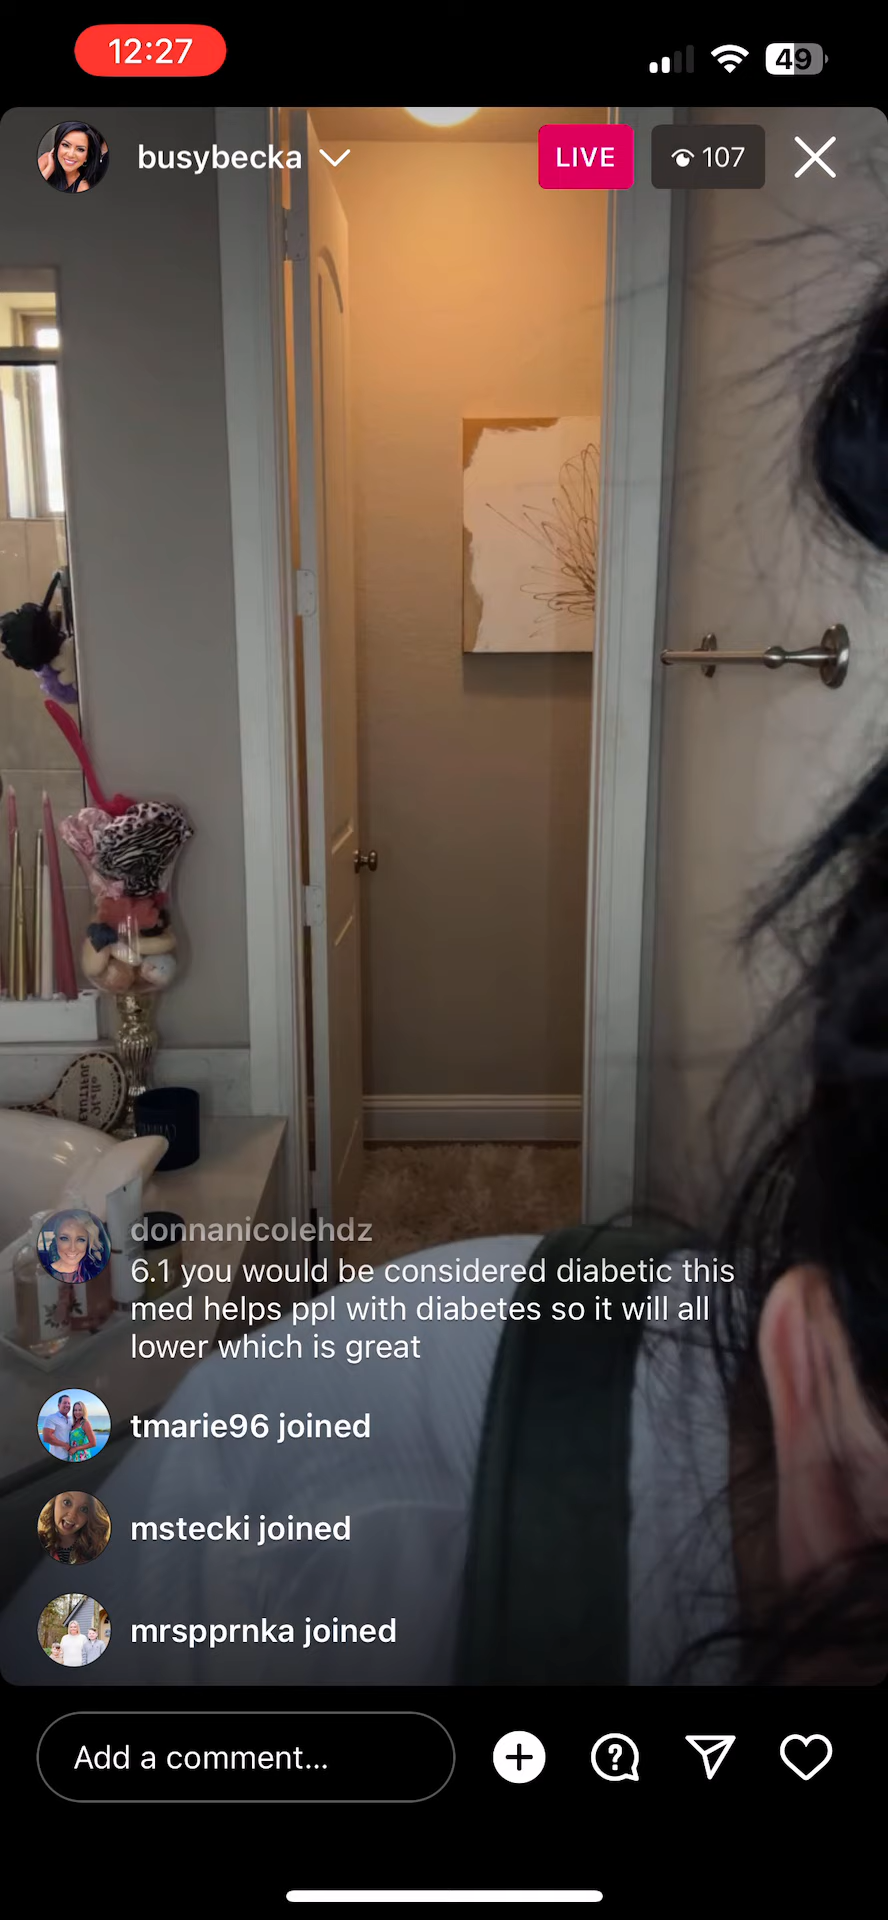 12:27
49
busybecka
LIVE
107
donnanicolehdz
6.1 you would be considered diabetic this
med helps ppl with diabetes so it will all
lower which is great
tmarie96 joined
mstecki joined
mrspprnka joined
Add a comment...